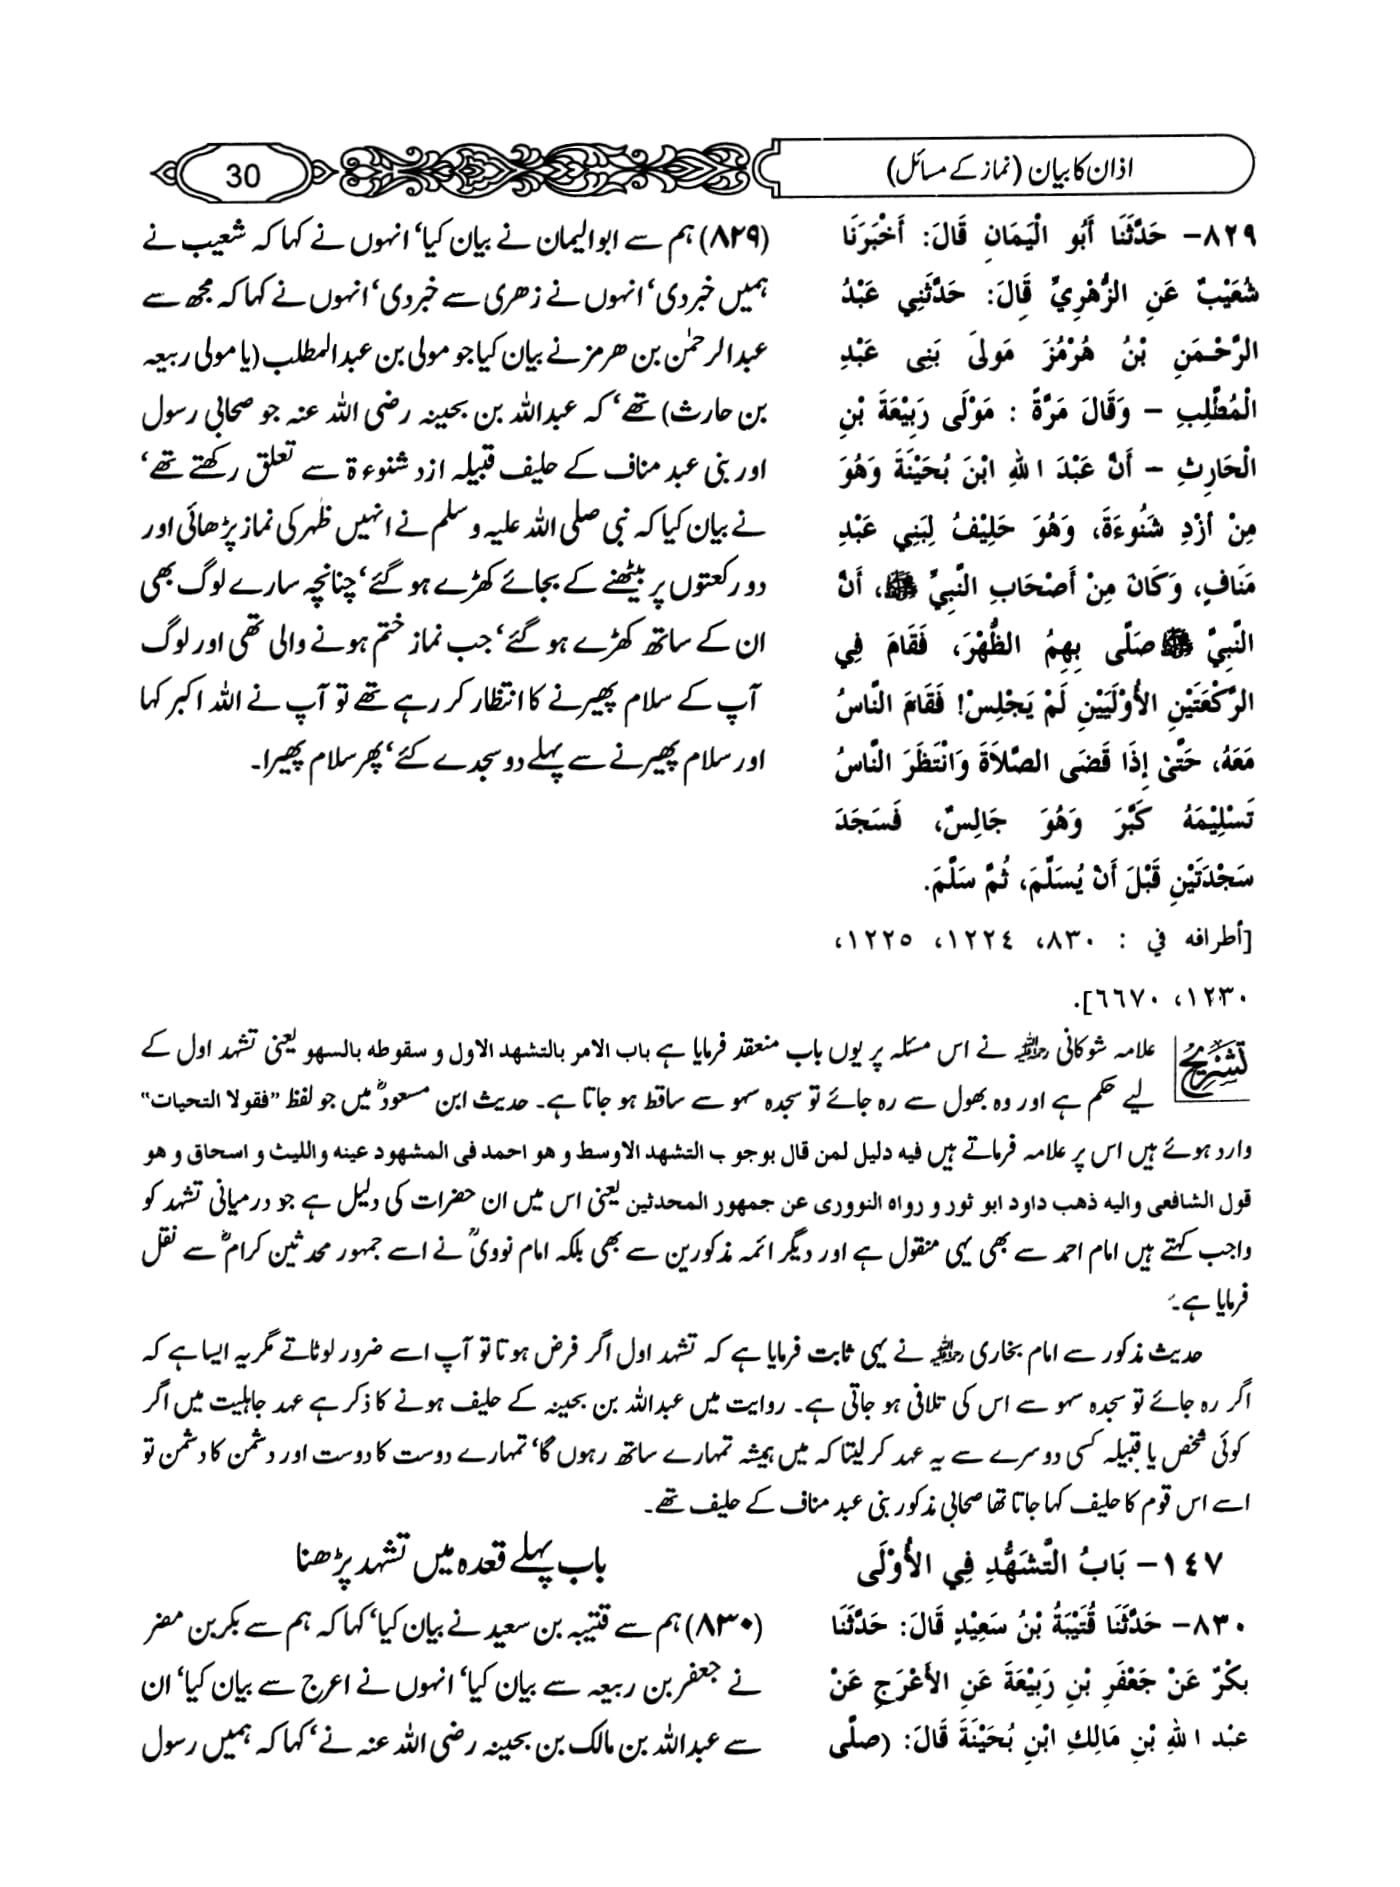 اذان کا بیان (نماز کے مسائل)
30
٨٢٩- حَدَّثَنَا أَبُو الْيَمَانِ قَالَ: أَخْبَرَنَا
شُعَيْبٌ عَنِ الزُّهْرِيِّ قَالَ: حَدَّثَنِي عَبْدُ
الرَّحْمَنِ بْنُ هُرْمُزَ مَولَى بَنِى عَبْدِ
الْمُطَّلِبِ – وَقَالَ مَرَّةً : مَوْلَى رَبِيْعَةَ بْنِ
الْحَارِثِ – أَنَّ عَبْدَ اللهِ ابْنَ بُحَيْنَةَ وَهُوَ
مِنْ أَزْدِ شَنُوءَةَ، وَهُوَ حَلِيْفُ لِبَنِي عَبْدِ
مَنَافٍ، وَكَانَ مِنْ أَصْحَابِ النَّبِيِّ ﷺ، أَنَّ
النَّبِيَّ ﷺ صَلَّى بِهِمُ الظُّهْرَ، فَقَامَ فِي
الرَّكْعَتَيْنِ الأُوْلَيَيْنِ لَمْ يَجْلِسْ! فَقَامَ النَّاسُ
مَعَهُ، حَتَّى إِذَا قَضَى الصَّلاَةَ وَانْتَظَرَ النَّاسُ
تَسْلِيْمَهُ كَبَّرَ وَهُوَ جَالِسٌ، فَسَجَدَ
سَجْدَتَيْنِ قَبْلَ أَنْ يُسَلِّمَ، ثُمَّ سَلَّمَ.
[أطرافه في : ٨٣٠، ١٢٢٤، ١٢٢٥،
١٢٣٠، ٦٦٧٠].
(۸۲۹) ہم سے ابوالیمان نے بیان کیا‘ انہوں نے کہا کہ شعیب نے
ہمیں خبر دی‘ انہوں نے زھری سے خبر دی‘ انہوں نے کہا کہ مجھ سے
عبدالرحمٰن بن ھرمز نے بیان کیا جو مولی بن عبدالمطلب (یا مولی ربیعہ
بن حارث) تھے‘ کہ عبداللہ بن بحینہ رضی اللہ عنہ جو صحابی رسول
اور بنی عبد مناف کے حلیف قبیلہ ازد شنوءۃ سے تعلق رکھتے تھے‘
نے بیان کیا کہ نبی صلی اللہ علیہ وسلم نے انہیں ظہر کی نماز پڑھائی اور
دو رکعتوں پر بیٹھنے کے بجائے کھڑے ہو گئے‘ چنانچہ سارے لوگ بھی
ان کے ساتھ کھڑے ہو گئے‘ جب نماز ختم ہونے والی تھی اور لوگ
آپ کے سلام پھیرنے کا انتظار کر رہے تھے تو آپ نے اللہ اکبر کہا
اور سلام پھیرنے سے پہلے دو سجدے کئے‘ پھر سلام پھیرا۔
تشریح علامہ شوکانی رحمہ اللہ نے اس مسئلہ پر یوں باب منعقد فرمایا ہے باب الامر بالتشهد الاول و سقوطه بالسهو یعنی تشہد اول کے
لیے حکم ہے اور وہ بھول سے رہ جائے تو سجدہ سہو سے ساقط ہو جاتا ہے۔ حدیث ابن مسعودؓ میں جو لفظ ”فقولا التحیات“
وارد ہوئے ہیں اس پر علامہ فرماتے ہیں فیه دلیل لمن قال بوجوب التشهد الاوسط و هو احمد فی المشهود عینه واللیث و اسحاق و هو
قول الشافعی والیه ذهب داود ابو ثور و رواه النووری عن جمهور المحدثین یعنی اس میں ان حضرات کی دلیل ہے جو درمیانی تشہد کو
واجب کہتے ہیں امام احمد سے بھی یہی منقول ہے اور دیگر ائمہ مذکورین سے بھی بلکہ امام نوویؒ نے اسے جمہور محدثین کرامؒ سے نقل
فرمایا ہے۔
حدیث مذکور سے امام بخاری رحمہ اللہ نے یہی ثابت فرمایا ہے کہ تشہد اول اگر فرض ہوتا تو آپ اسے ضرور لوٹاتے مگر یہ ایسا ہے کہ
اگر رہ جائے تو سجدہ سہو سے اس کی تلافی ہو جاتی ہے۔ روایت میں عبداللہ بن بحینہ کے حلیف ہونے کا ذکر ہے عہد جاہلیت میں اگر
کوئی شخص یا قبیلہ کسی دوسرے سے یہ عہد کر لیتا کہ میں ہمیشہ تمہارے ساتھ رہوں گا‘ تمہارے دوست کا دوست اور دشمن کا دشمن تو
اسے اس قوم کا حلیف کہا جاتا تھا صحابی مذکور بنی عبد مناف کے حلیف تھے۔
١٤٧- بَابُ التَّشَهُّدِ فِي الأُوْلَى
باب پہلے قعدہ میں تشہد پڑھنا
٨٣٠- حَدَّثَنَا قُتَيْبَةُ بْنُ سَعِيْدٍ قَالَ: حَدَّثَنَا
بكْرٌ عَنْ جَعْفَرِ بْنِ رَبِيْعَةَ عَنِ الأَعْرَجِ عَنْ
عبْد اللهِ بْنِ مَالِكِ ابْنِ بُحَيْنَةَ قَالَ: (صلَّى
(۸۳۰) ہم سے قتیبہ بن سعید نے بیان کیا‘ کہا کہ ہم سے بکر بن مضر
نے جعفر بن ربیعہ سے بیان کیا‘ انہوں نے اعرج سے بیان کیا‘ ان
سے عبداللہ بن مالک بن بحینہ رضی اللہ عنہ نے‘ کہا کہ ہمیں رسول